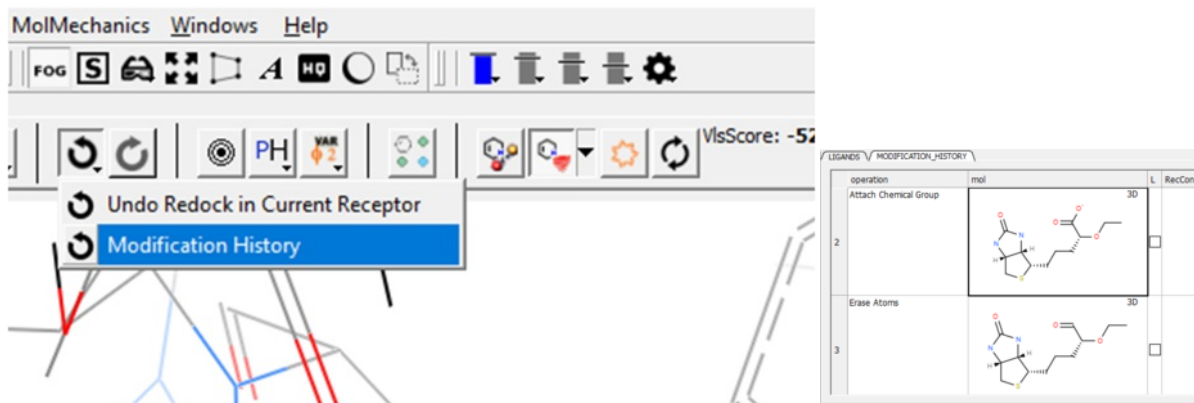 MolMechanics Windows Help
FOG S A HQ
PH VAR φ2 VlsScore: -52
Undo Redock in Current Receptor
Modification History
LIGANDS MODIFICATION_HISTORY
operation mol L RecCon
Attach Chemical Group 3D
2
Erase Atoms 3D
3